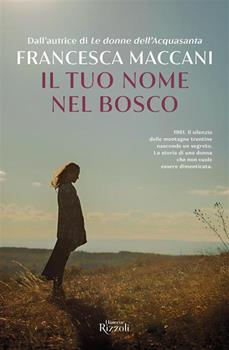 Dall'autrice di Le donne dell'Acquasanta
FRANCESCA MACCANI
IL TUO NOME
NEL BOSCO
1981. Il silenzio
delle montagne trentine
nasconde un segreto.
La storia di una donna
che non vuole
essere dimenticata.
Rizzoli